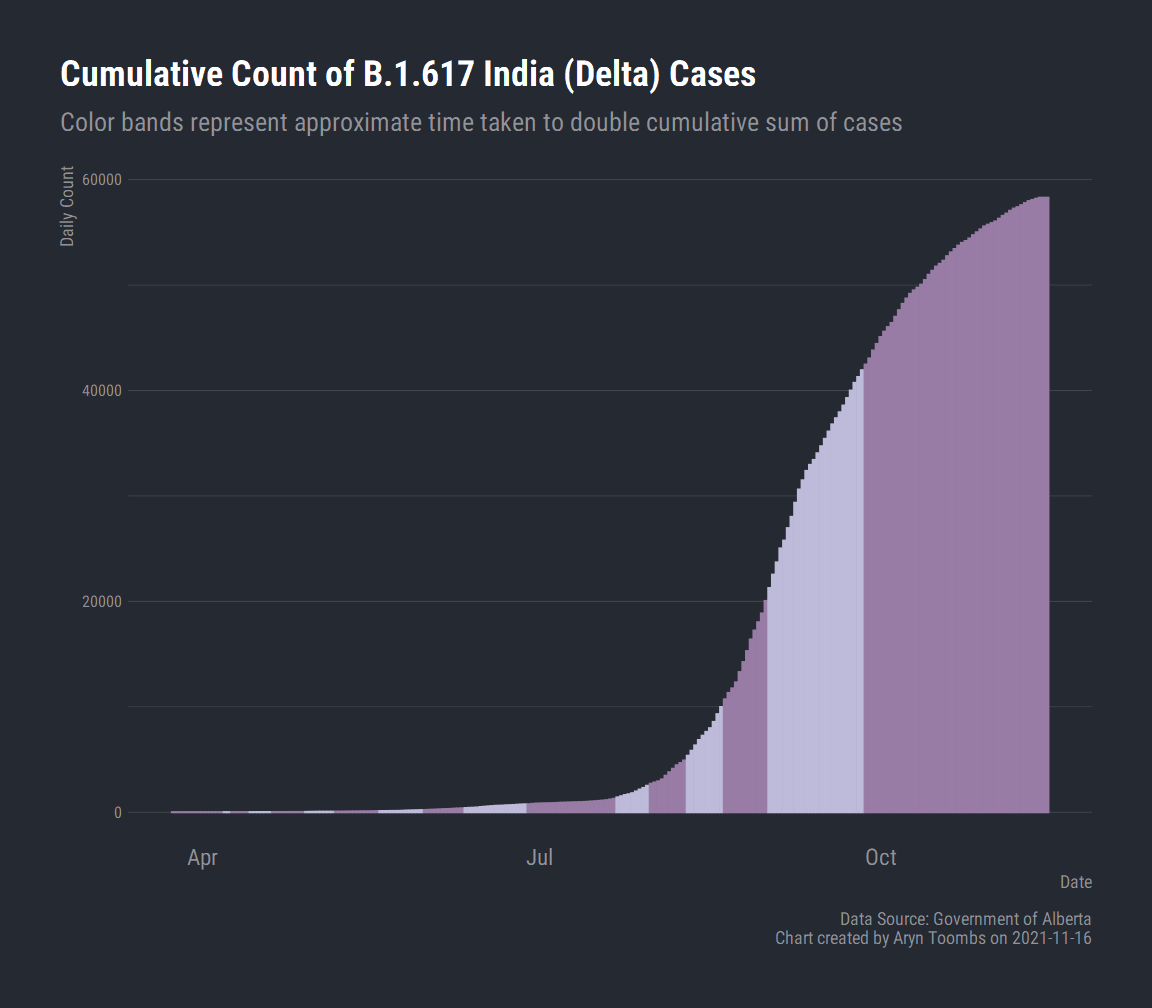 Cumulative Count of B.1.617 India (Delta) Cases
Color bands represent approximate time taken to double cumulative sum of cases
Daily Count
60000
40000
20000
0
Apr Jul Oct
Date
Data Source: Government of Alberta
Chart created by Aryn Toombs on 2021-11-16